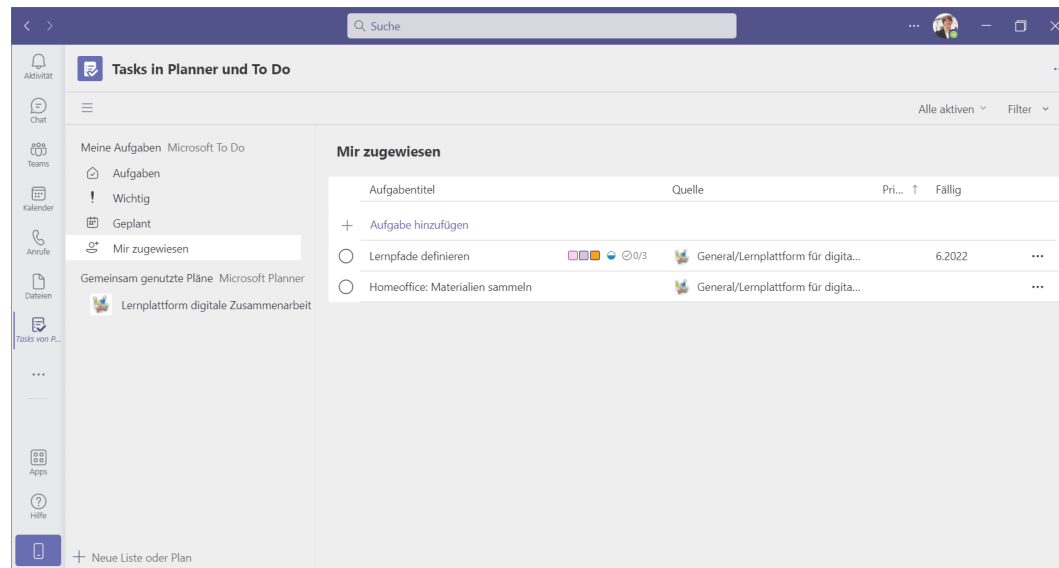 Suche
Aktivität
Chat
Teams
Kalender
Anrufe
Dateien
Tasks von P...
Apps
Hilfe
Tasks in Planner und To Do
Alle aktiven Filter
Meine Aufgaben Microsoft To Do
Aufgaben
Wichtig
Geplant
Mir zugewiesen
Gemeinsam genutzte Pläne Microsoft Planner
Lernplattform digitale Zusammenarbeit
Neue Liste oder Plan
Mir zugewiesen
Aufgabentitel Quelle Pri... Fällig
Aufgabe hinzufügen
Lernpfade definieren 0/3 General/Lernplattform für digita... 6.2022
Homeoffice: Materialien sammeln General/Lernplattform für digita...